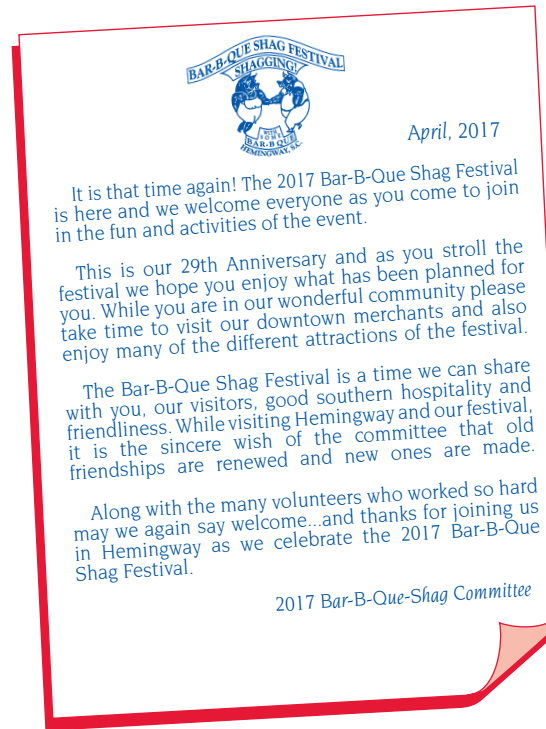 BAR-B-QUE SHAG FESTIVAL
SHAGGING!
WITH
SOME
BAR-B-QUE
HEMINGWAY, S.C.
April, 2017
It is that time again! The 2017 Bar-B-Que Shag Festival
is here and we welcome everyone as you come to join
in the fun and activities of the event.
This is our 29th Anniversary and as you stroll the
festival we hope you enjoy what has been planned for
you. While you are in our wonderful community please
take time to visit our downtown merchants and also
enjoy many of the different attractions of the festival.
The Bar-B-Que Shag Festival is a time we can share
with you, our visitors, good southern hospitality and
friendliness. While visiting Hemingway and our festival,
it is the sincere wish of the committee that old
friendships are renewed and new ones are made.
Along with the many volunteers who worked so hard
may we again say welcome...and thanks for joining us
in Hemingway as we celebrate the 2017 Bar-B-Que
Shag Festival.
2017 Bar-B-Que-Shag Committee